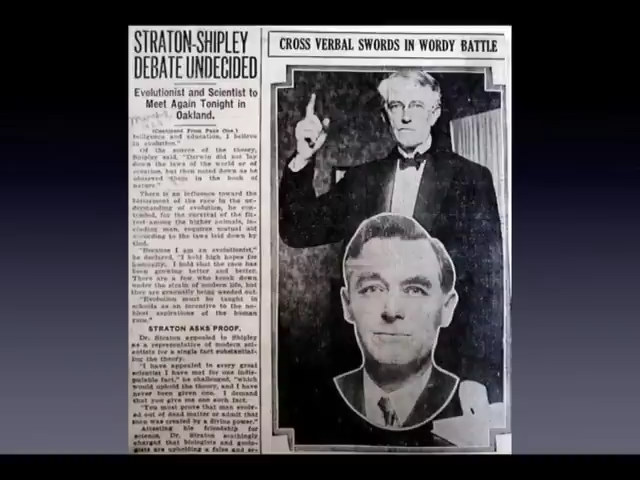 STRATON-SHIPLEY
DEBATE UNDECIDED
Evolutionist and Scientist to
Meet Again Tonight in
Oakland.
(Continued From Page One.)
telligence and education, I believe
in evolution."
Of the source of the theory,
Shipley said, "Darwin did not lay
down the laws of the world or of
creation, but then noted down as he
observed them in the book of
nature."
There is an influence toward the
betterment of the race in the un-
derstanding of evolution, he con-
tended, for the survival of the fit-
test among the higher animals, in-
cluding man, requires mutual aid
according to the laws laid down by
"Because I am an evolutionist,"
he declared, "I hold high hopes for
humanity. I hold that the race has
been growing better and better.
There are a few who break down
under the strain of modern life, but
they are gradually being weeded out.
"Evolution must be taught in
schools as an incentive to the no-
blest aspirations of the human
race."
STRATON ASKS PROOF.
Dr. Straton appealed to Shipley
as a representative of modern sci-
entists for a single fact substantiat-
ing the theory.
"I have appealed to every great
scientist I have met for one indis-
putable fact," he challenged, "which
would uphold the theory, and I have
never been given one. I demand
that you give me one such fact.
"You must prove that men evolv-
ed out of dead matter or admit that
man was created by a divine power."
Attesting his friendship for
science, Dr. Straton scathingly
charged that biologists and geolo-
gists are upholding a false and
CROSS VERBAL SWORDS IN WORDY BATTLE